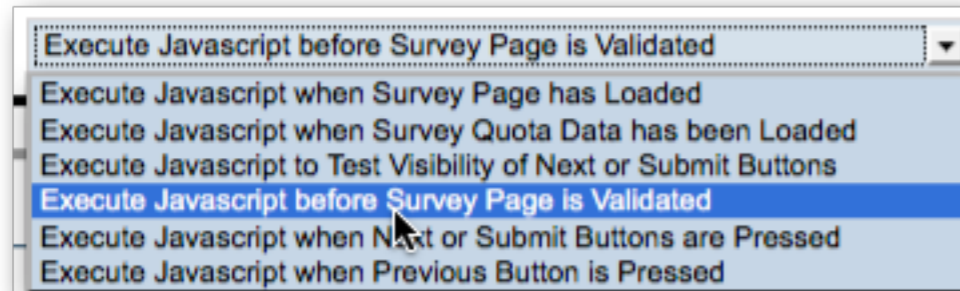 Execute Javascript before Survey Page is Validated
Execute Javascript when Survey Page has Loaded
Execute Javascript when Survey Quota Data has been Loaded
Execute Javascript to Test Visibility of Next or Submit Buttons
Execute Javascript before Survey Page is Validated
Execute Javascript when Next or Submit Buttons are Pressed
Execute Javascript when Previous Button is Pressed